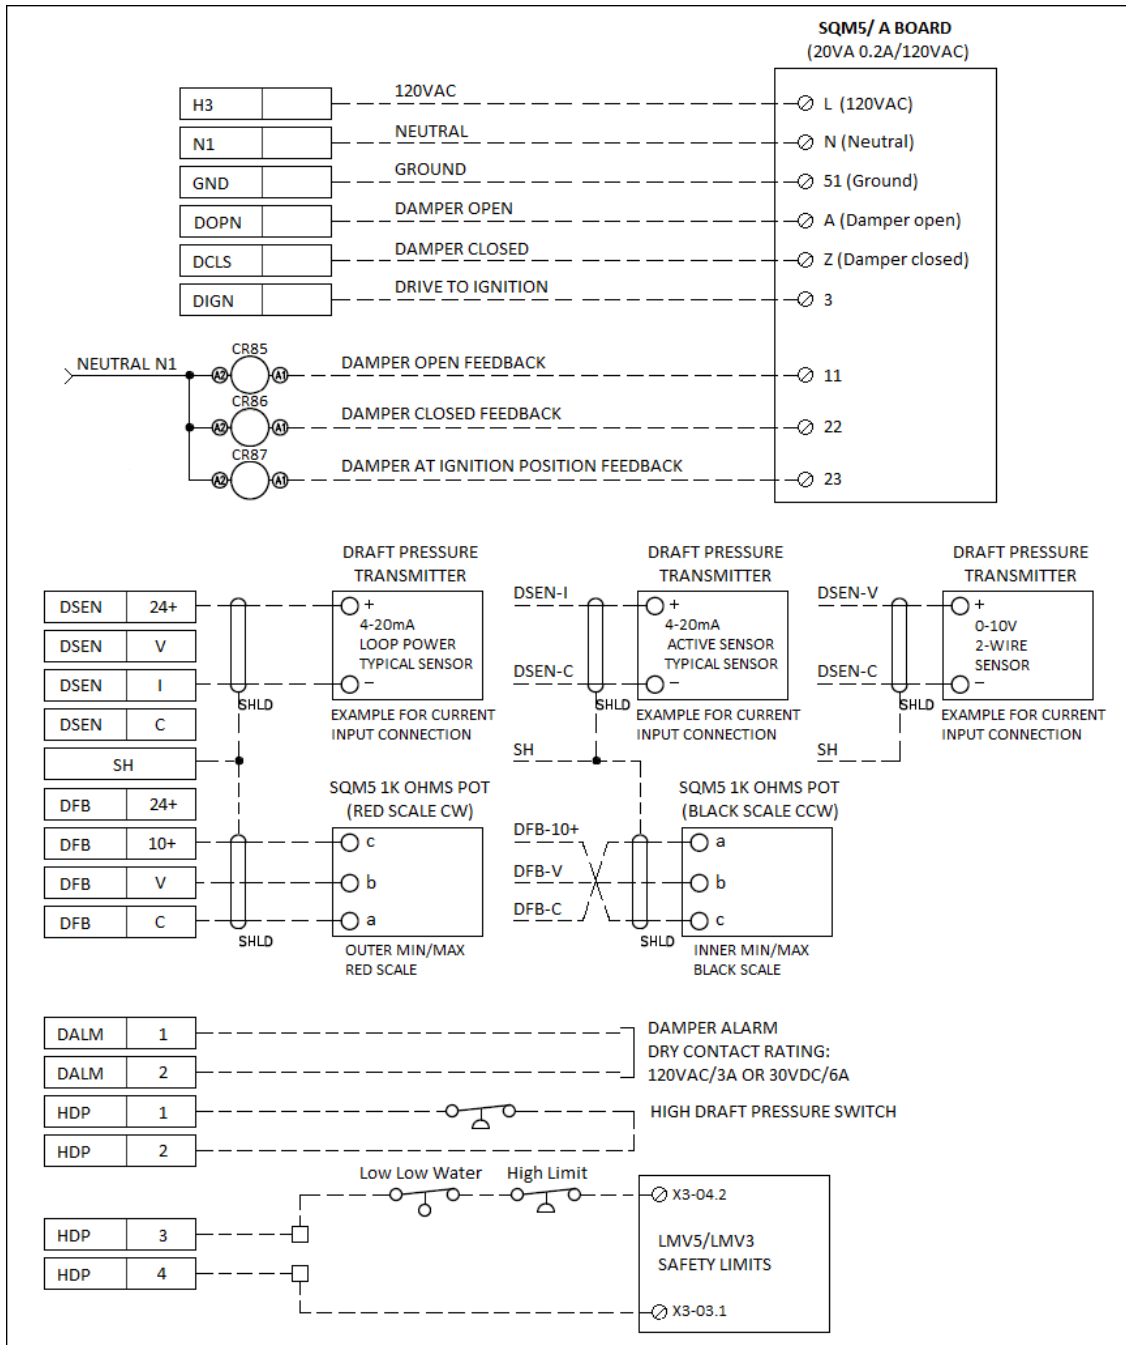 SQM5/ A BOARD
(20VA 0.2A/120VAC)
H3
120VAC
L (120VAC)
N1
NEUTRAL
N (Neutral)
GND
GROUND
51 (Ground)
DOPN
DAMPER OPEN
A (Damper open)
DCLS
DAMPER CLOSED
Z (Damper closed)
DIGN
DRIVE TO IGNITION
3
NEUTRAL N1
CR85
A2
A1
DAMPER OPEN FEEDBACK
11
CR86
A2
A1
DAMPER CLOSED FEEDBACK
22
CR87
A2
A1
DAMPER AT IGNITION POSITION FEEDBACK
23
DSEN 24+
DSEN V
DSEN I
DSEN C
SH
DFB 24+
DFB 10+
DFB V
DFB C
DRAFT PRESSURE
TRANSMITTER
+
4-20mA
LOOP POWER
TYPICAL SENSOR
−
SHLD
EXAMPLE FOR CURRENT
INPUT CONNECTION
DRAFT PRESSURE
TRANSMITTER
DSEN-I
+
4-20mA
ACTIVE SENSOR
TYPICAL SENSOR
DSEN-C
−
SHLD
EXAMPLE FOR CURRENT
INPUT CONNECTION
SH
DRAFT PRESSURE
TRANSMITTER
DSEN-V
+
0-10V
2-WIRE
SENSOR
DSEN-C
−
SHLD
EXAMPLE FOR CURRENT
INPUT CONNECTION
SH
SQM5 1K OHMS POT
(RED SCALE CW)
c
b
a
SHLD
OUTER MIN/MAX
RED SCALE
SQM5 1K OHMS POT
(BLACK SCALE CCW)
DFB-10+
a
DFB-V
b
DFB-C
c
SHLD
INNER MIN/MAX
BLACK SCALE
DALM 1
DALM 2
DAMPER ALARM
DRY CONTACT RATING:
120VAC/3A OR 30VDC/6A
HDP 1
HDP 2
HIGH DRAFT PRESSURE SWITCH
Low Low Water
High Limit
X3-04.2
HDP 3
HDP 4
LMV5/LMV3
SAFETY LIMITS
X3-03.1